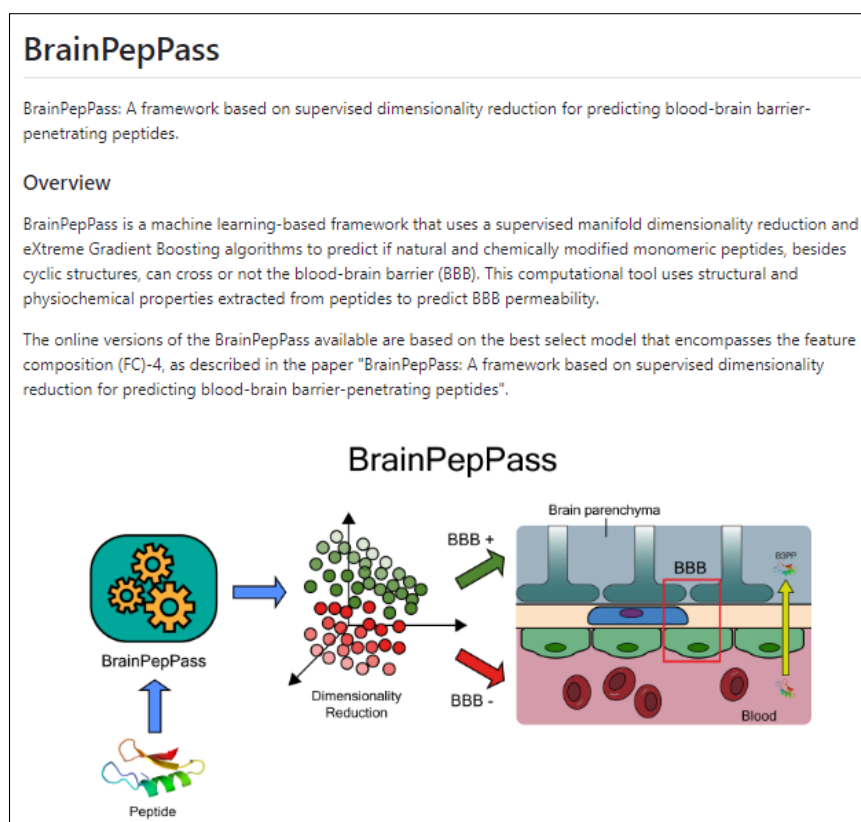 BrainPepPass
BrainPepPass: A framework based on supervised dimensionality reduction for predicting blood-brain barrier-
penetrating peptides.
Overview
BrainPepPass is a machine learning-based framework that uses a supervised manifold dimensionality reduction and
eXtreme Gradient Boosting algorithms to predict if natural and chemically modified monomeric peptides, besides
cyclic structures, can cross or not the blood-brain barrier (BBB). This computational tool uses structural and
physiochemical properties extracted from peptides to predict BBB permeability.
The online versions of the BrainPepPass available are based on the best select model that encompasses the feature
composition (FC)-4, as described in the paper "BrainPepPass: A framework based on supervised dimensionality
reduction for predicting blood-brain barrier-penetrating peptides".
BrainPepPass
Brain parenchyma
BBB +
BBB
BrainPepPass
Dimensionality
Reduction
BBB -
Blood
Peptide